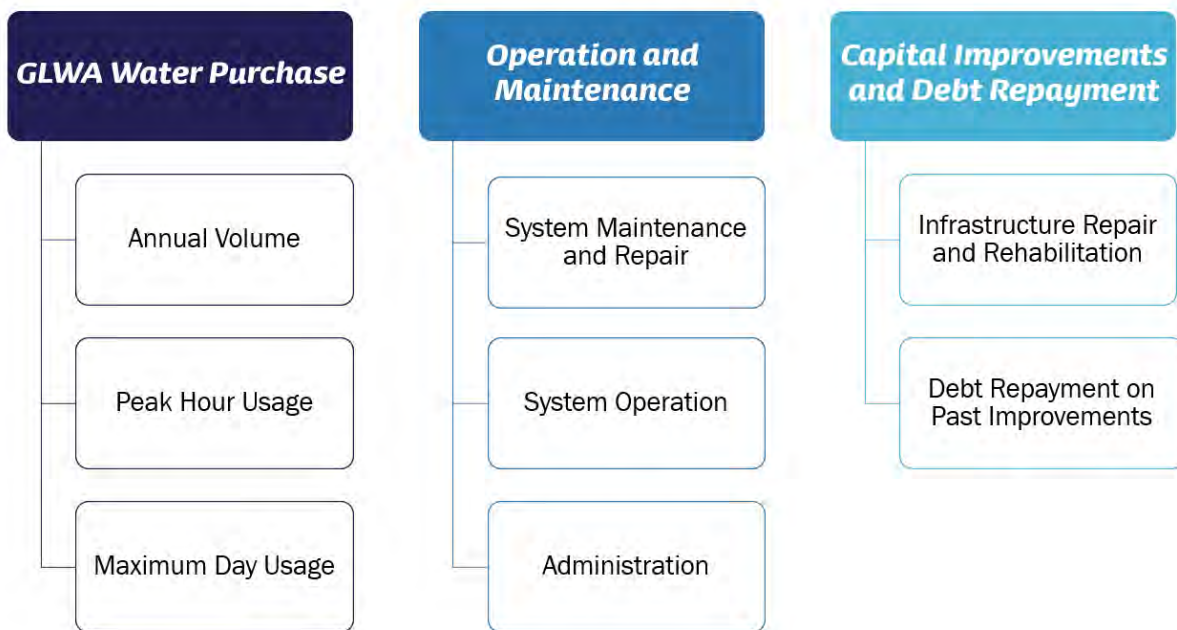 GLWA Water Purchase
Annual Volume
Peak Hour Usage
Maximum Day Usage
Operation and
Maintenance
System Maintenance
and Repair
System Operation
Administration
Capital Improvements
and Debt Repayment
Infrastructure Repair
and Rehabilitation
Debt Repayment on
Past Improvements